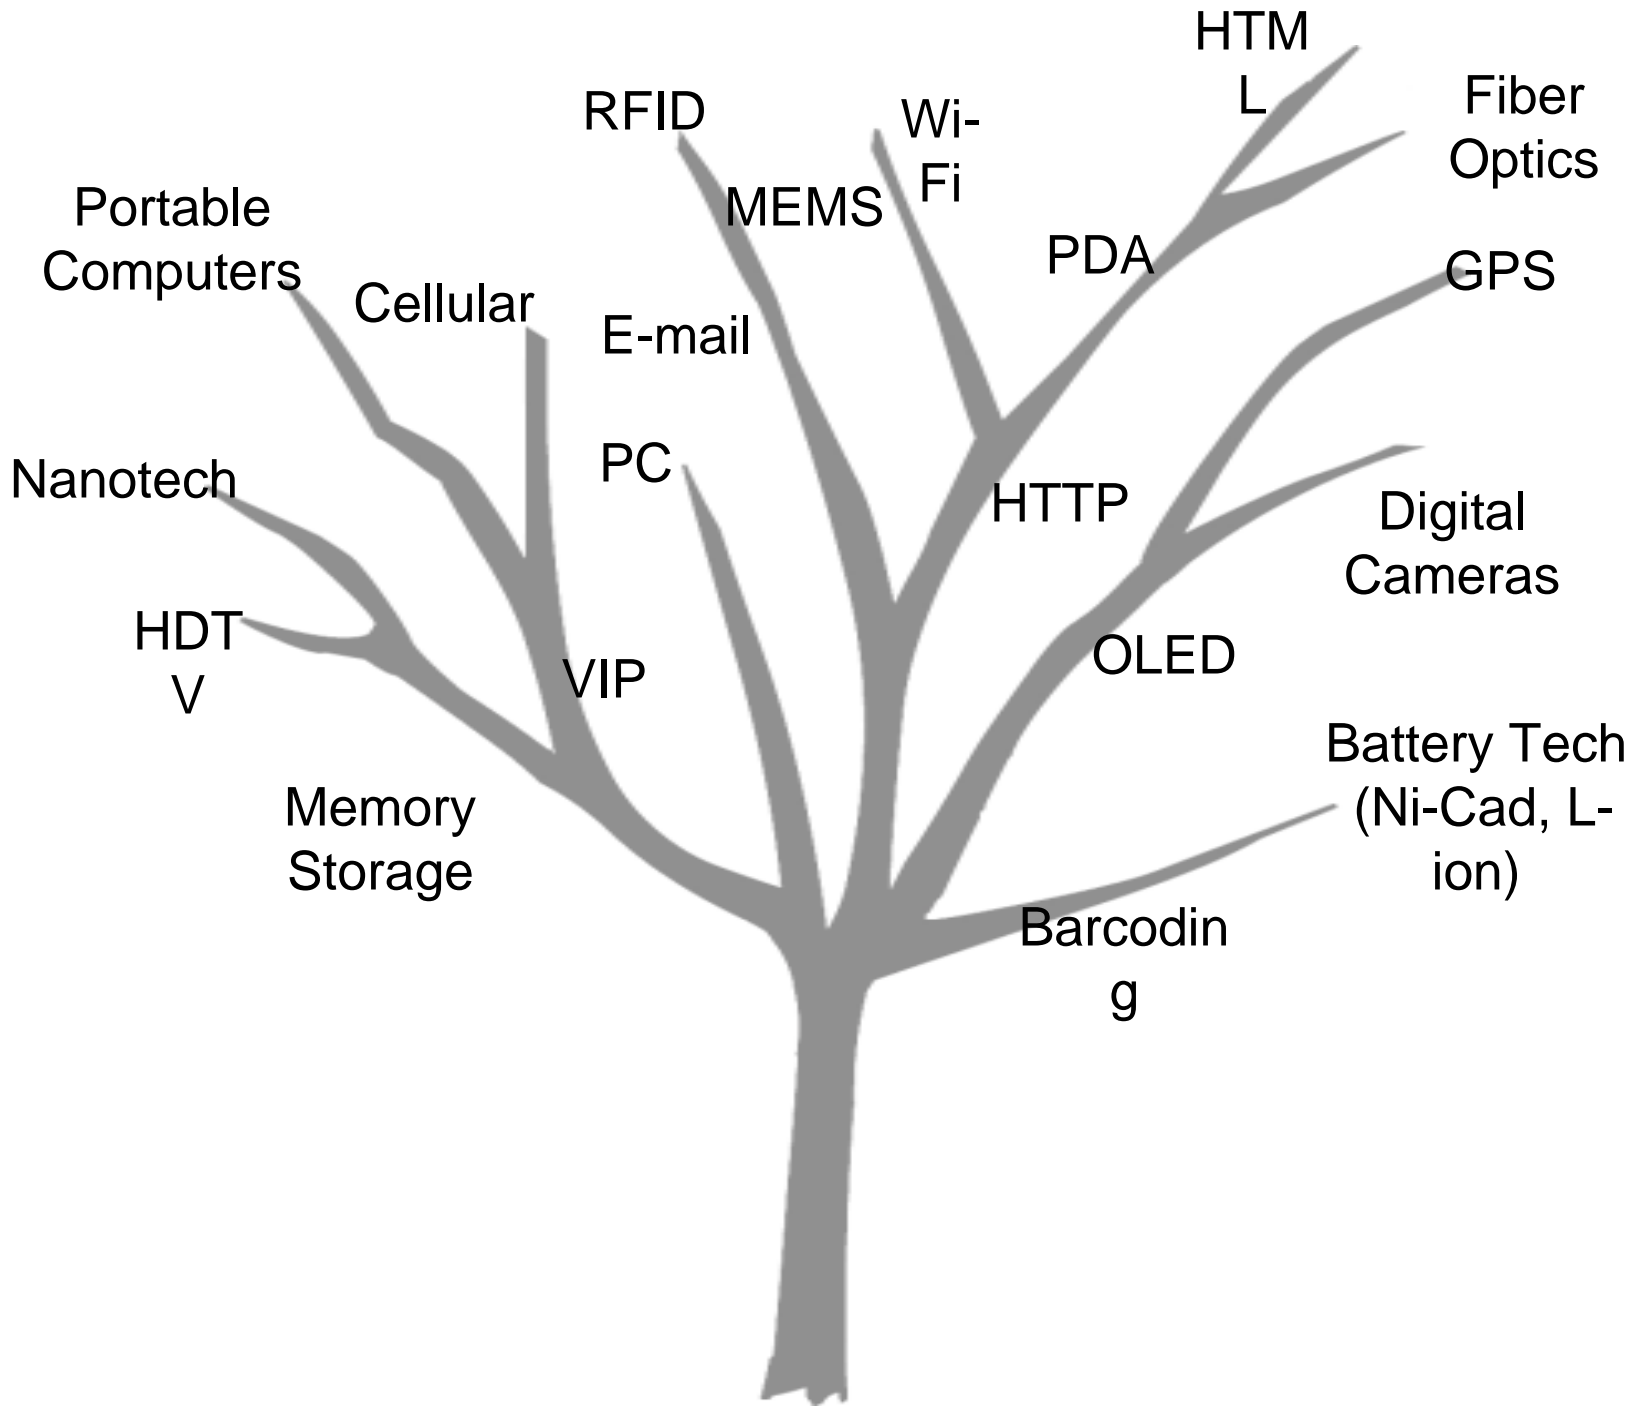 HTM
L
Fiber
Optics
RFID
Wi-
Fi
MEMS
Portable
Computers
PDA
GPS
Cellular
E-mail
PC
Nanotech
HTTP
Digital
Cameras
HDT
V
VIP
OLED
Battery Tech
(Ni-Cad, L-
ion)
Memory
Storage
Barcodin
g